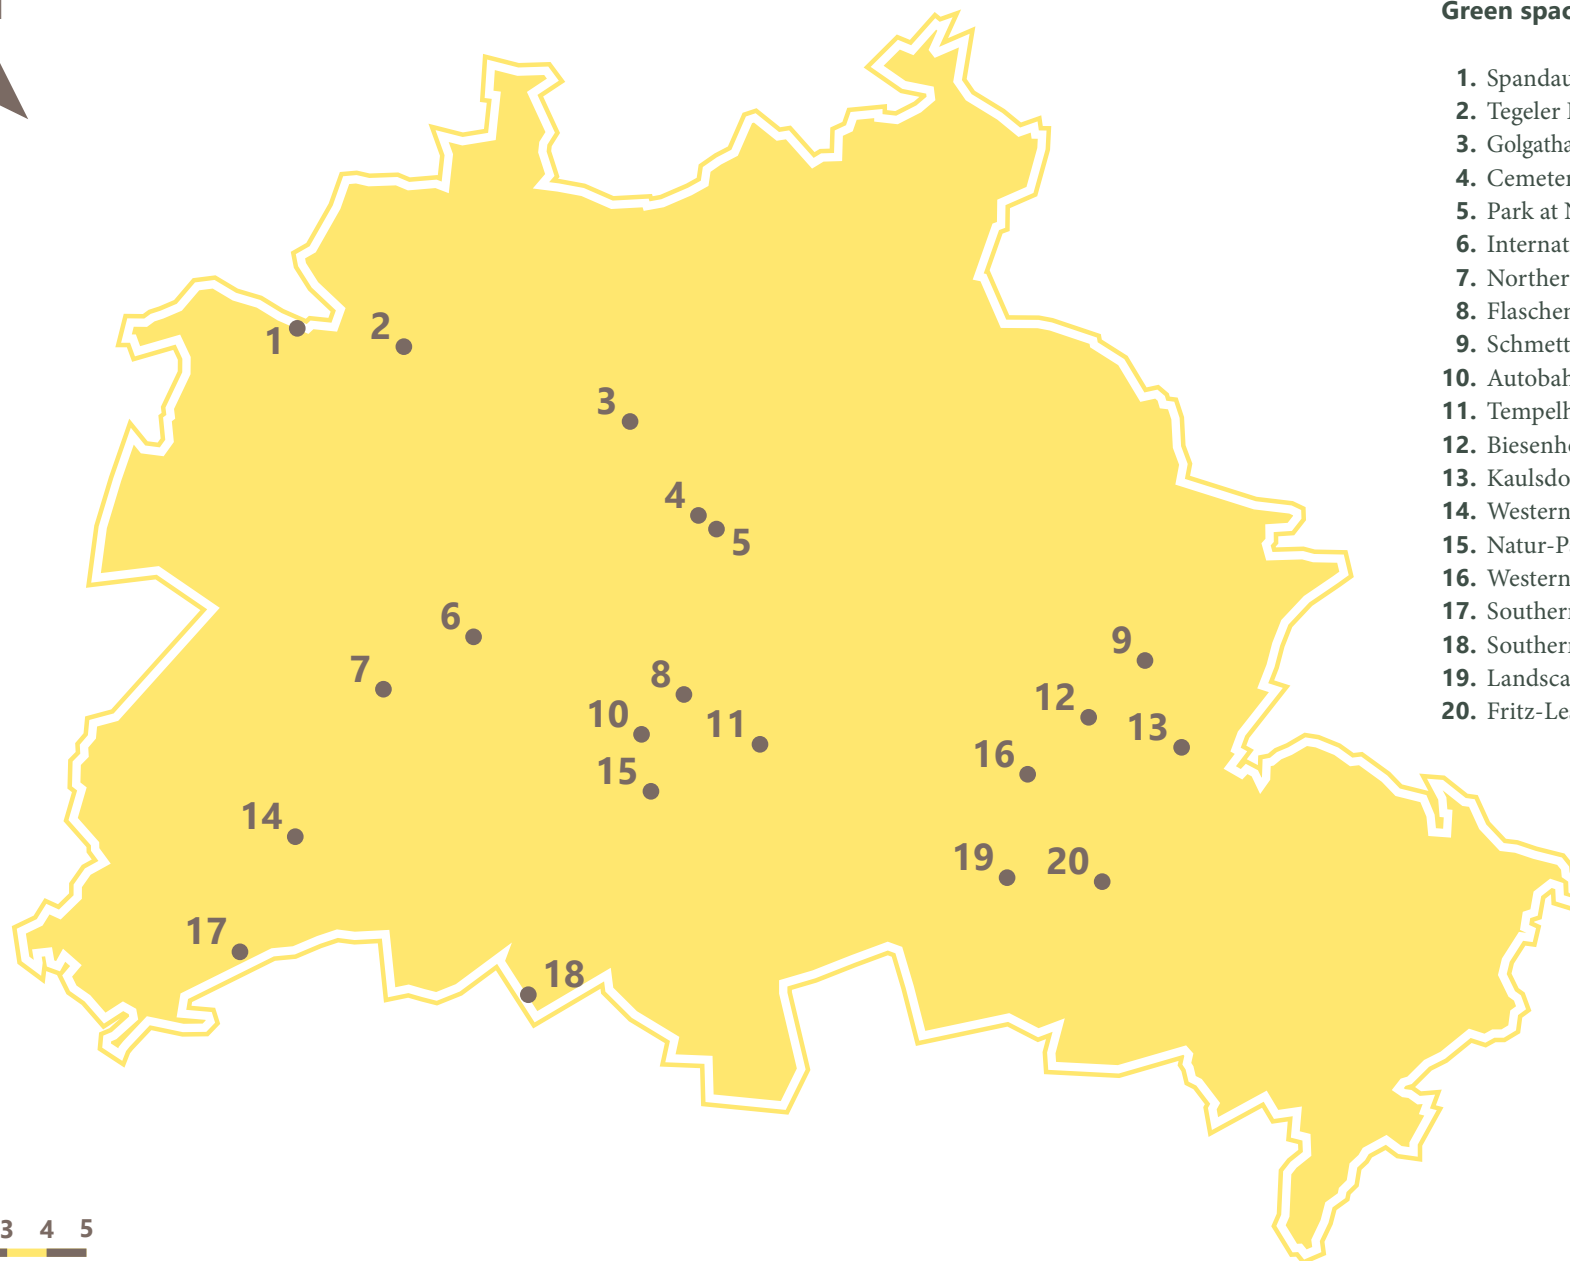 Green spac
1. Spandau
2. Tegeler
3. Golgatha
4. Cemeter
5. Park at
6. Internat
7. Norther
8. Flascher
9. Schmett
10. Autobah
11. Tempelh
12. Biesenho
13. Kaulsdo
14. Western
15. Natur-P
16. Western
17. Southern
18. Southern
19. Landsca
20. Fritz-Le
1
2
3
4
5
6
7
8
9
10
11
12
13
14
15
16
17
18
19
20
3 4 5